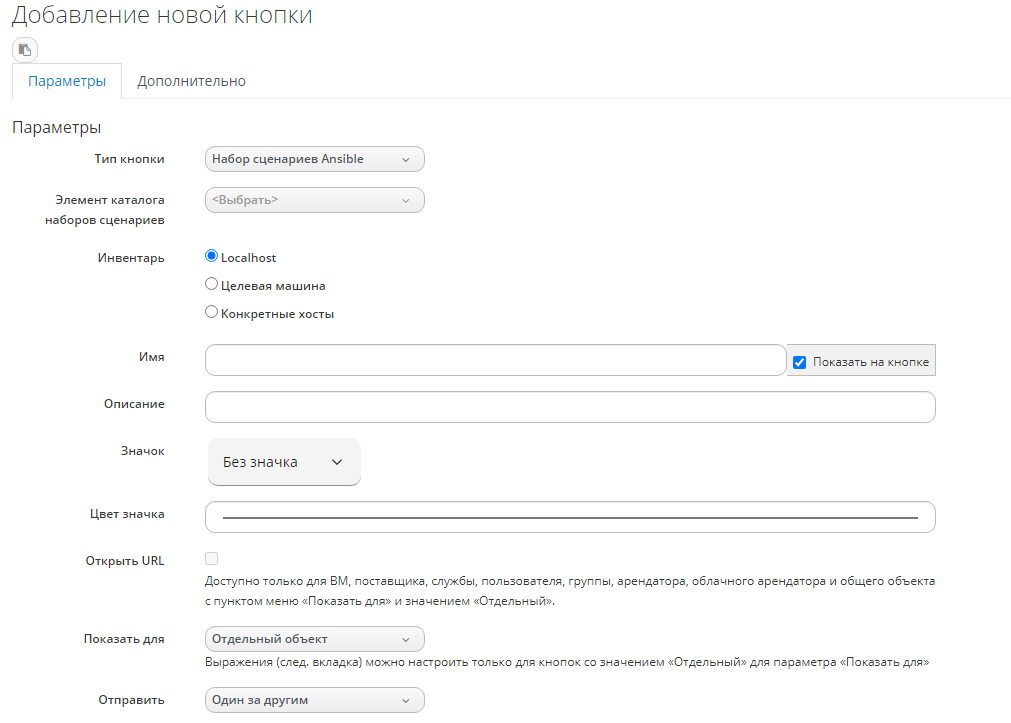 Добавление новой кнопки
Параметры Дополнительно
Параметры
Тип кнопки Набор сценариев Ansible
Элемент каталога наборов сценариев <Выбрать>
Инвентарь Localhost
Целевая машина
Конкретные хосты
Имя Показать на кнопке
Описание
Значок Без значка
Цвет значка
Открыть URL
Доступно только для ВМ, поставщика, службы, пользователя, группы, арендатора, облачного арендатора и общего объекта
с пунктом меню «Показать для» и значением «Отдельный».
Показать для Отдельный объект
Выражения (след. вкладка) можно настроить только для кнопок со значением «Отдельный» для параметра «Показать для»
Отправить Один за другим